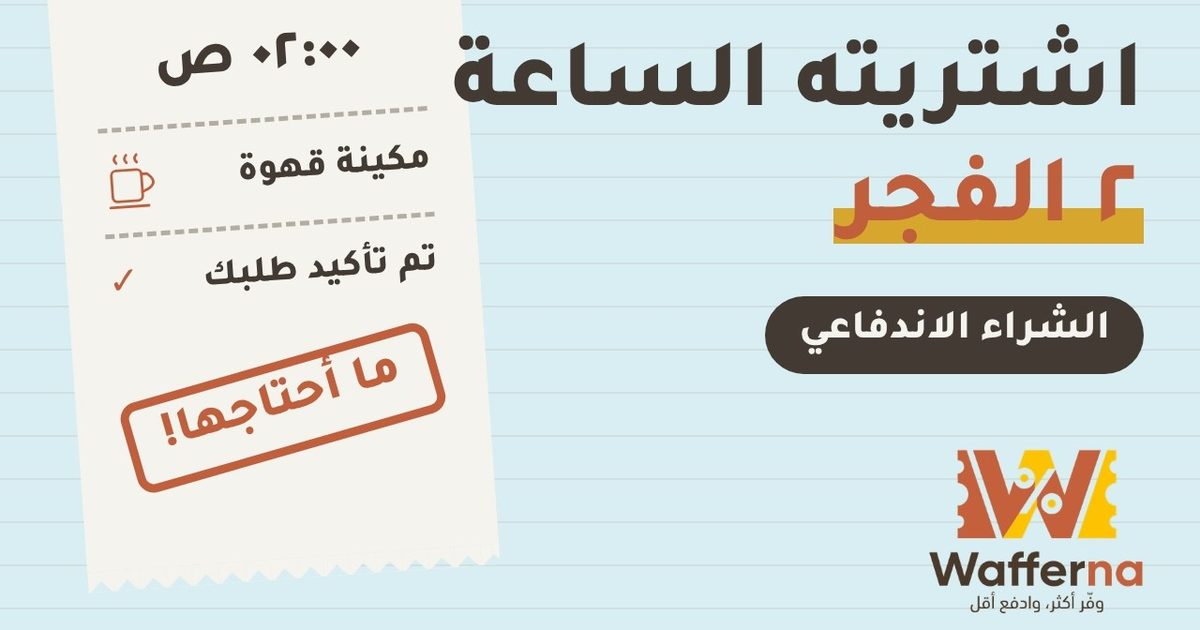 اشتريته الساعة
٢ الفجر
الشراء الاندفاعي
٠٢:٠٠ ص
مكينة قهوة
تم تأكيد طلبك ✓
ما أحتاجها!
%
Wafferna
وفّر أكثر، وادفع أقل